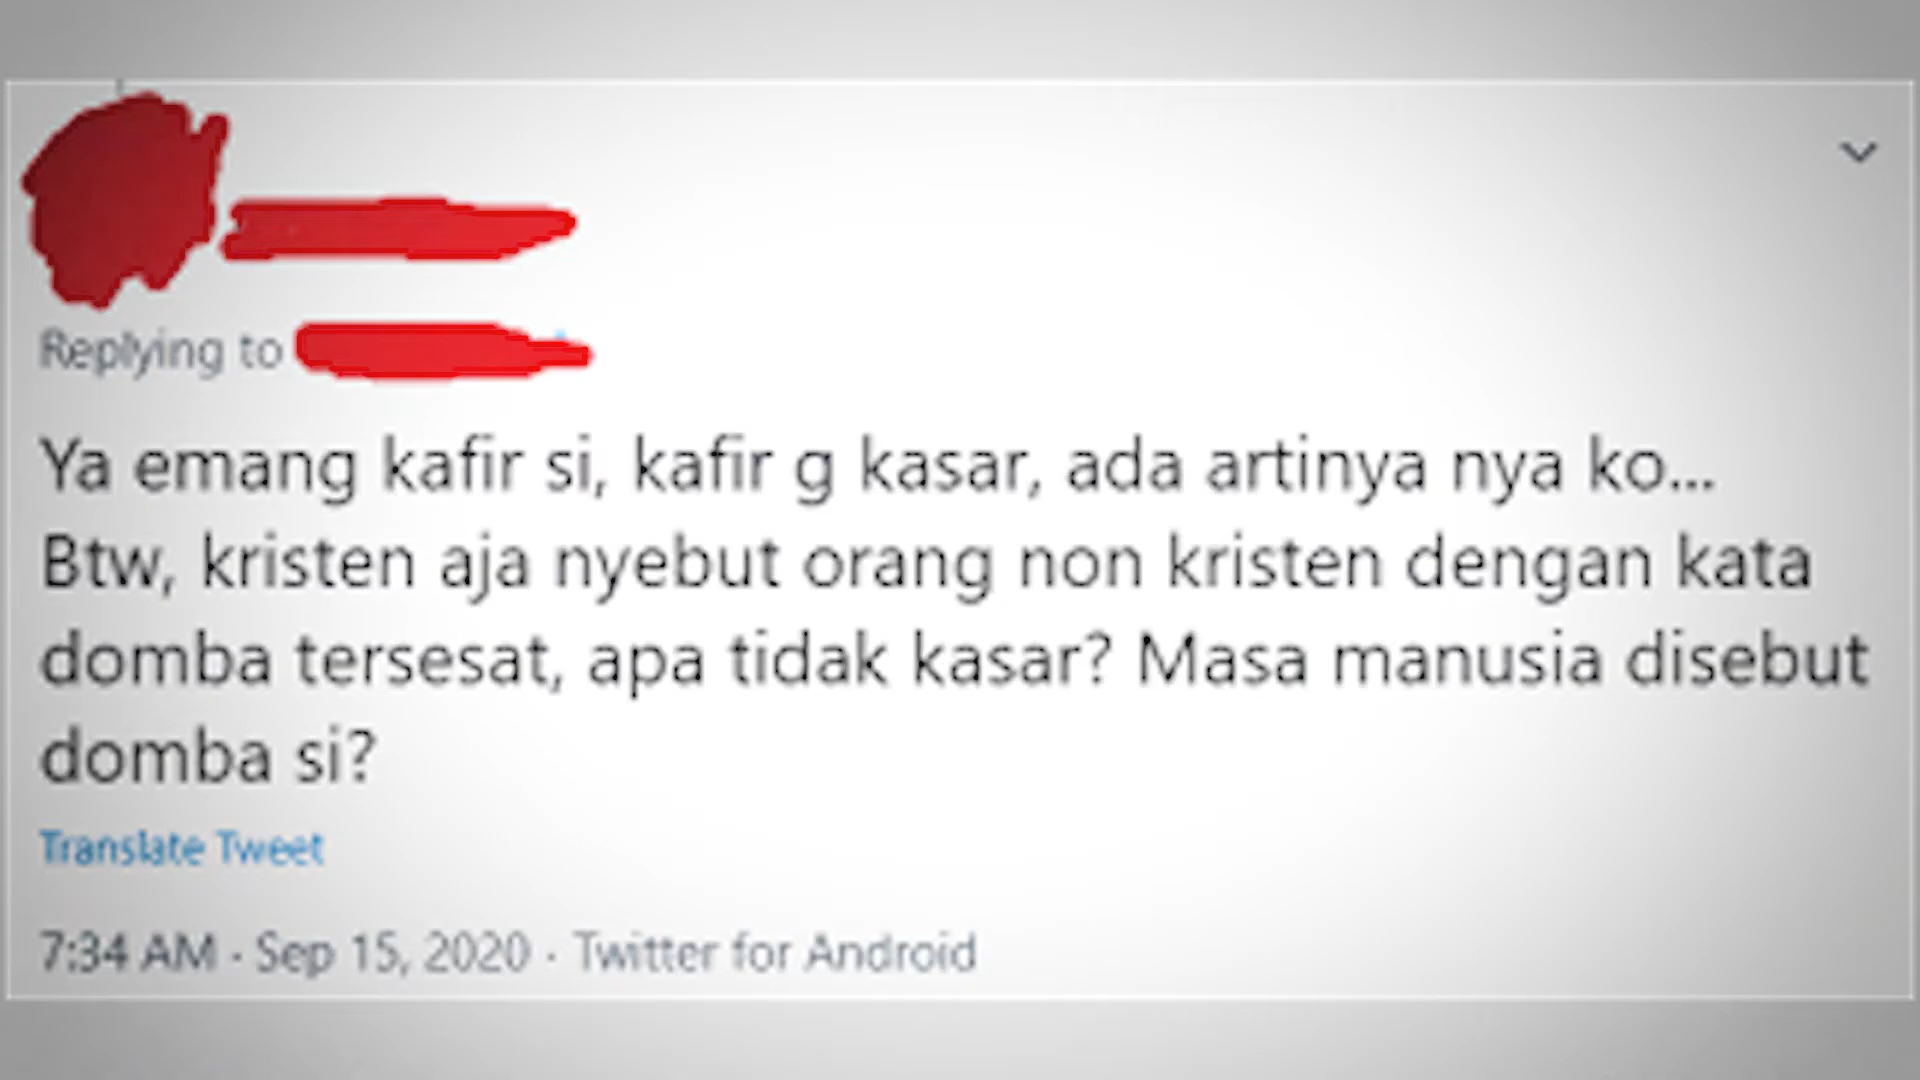 Replying to
Ya emang kafir si, kafir g kasar, ada artinya nya ko...
Btw, kristen aja nyebut orang non kristen dengan kata
domba tersesat, apa tidak kasar? Masa manusia disebut
domba si?
Translate Tweet
7:34 AM · Sep 15, 2020 · Twitter for Android